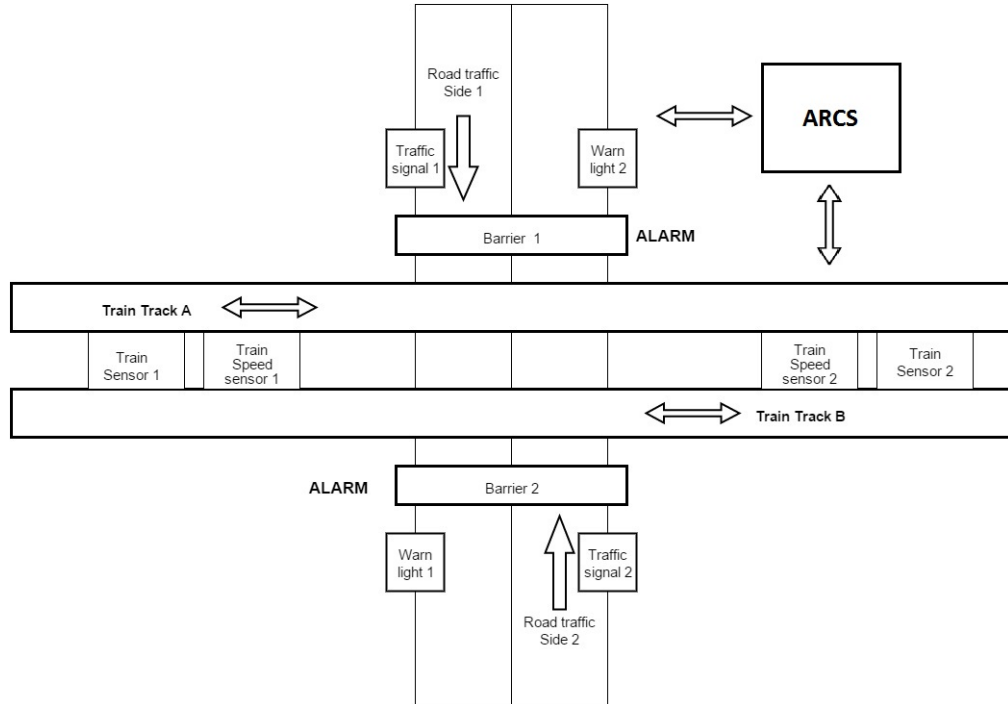 Road traffic
Side 1
ARCS
Traffic
signal 1
Warn
light 2
Barrier 1
ALARM
Train Track A
Train
Sensor 1
Train
Speed
sensor 1
Train
Speed
sensor 2
Train
Sensor 2
Train Track B
ALARM
Barrier 2
Warn
light 1
Traffic
signal 2
Road traffic
Side 2